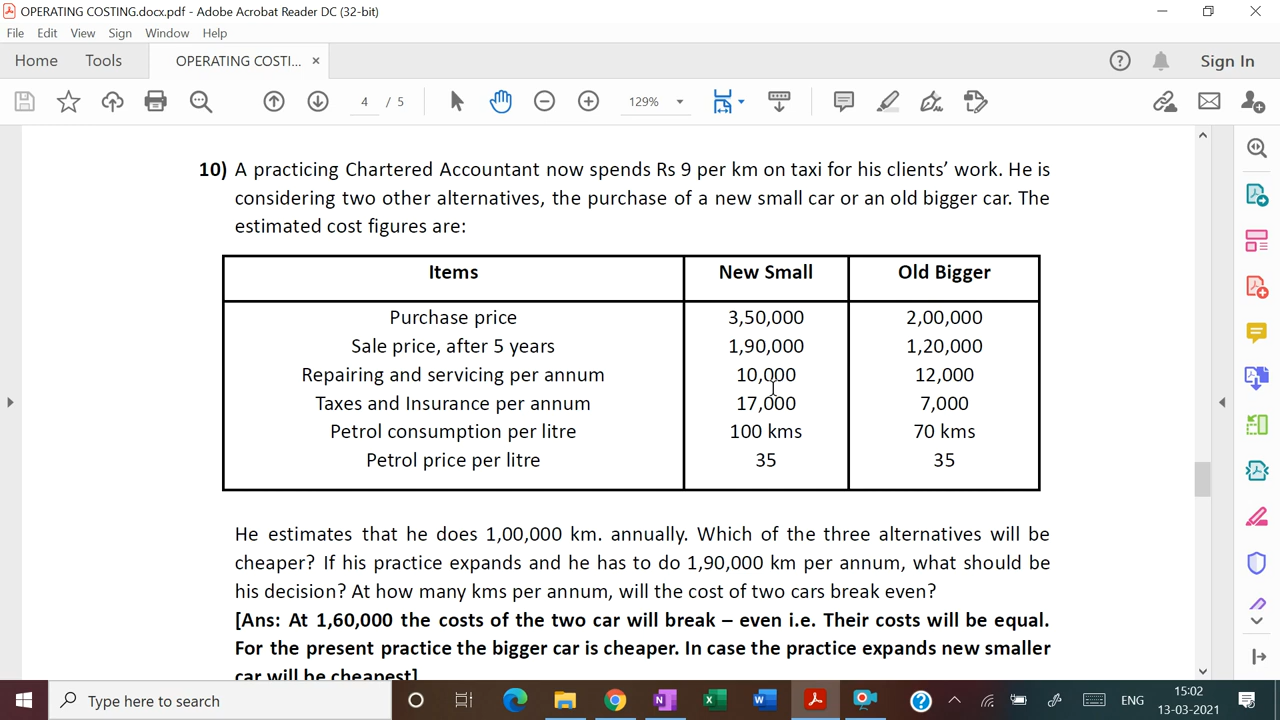 OPERATING COSTING.docx.pdf - Adobe Acrobat Reader DC (32-bit)
File Edit View Sign Window Help
Home Tools OPERATING COSTI... × Sign In
4 / 5 129%
10) A practicing Chartered Accountant now spends Rs 9 per km on taxi for his clients’ work. He is
considering two other alternatives, the purchase of a new small car or an old bigger car. The
estimated cost figures are:
Items New Small Old Bigger
Purchase price 3,50,000 2,00,000
Sale price, after 5 years 1,90,000 1,20,000
Repairing and servicing per annum 10,000 12,000
Taxes and Insurance per annum 17,000 7,000
Petrol consumption per litre 100 kms 70 kms
Petrol price per litre 35 35
He estimates that he does 1,00,000 km. annually. Which of the three alternatives will be
cheaper? If his practice expands and he has to do 1,90,000 km per annum, what should be
his decision? At how many kms per annum, will the cost of two cars break even?
[Ans: At 1,60,000 the costs of the two car will break – even i.e. Their costs will be equal.
For the present practice the bigger car is cheaper. In case the practice expands new smaller
car will be cheapest]
Type here to search ENG 15:02
13-03-2021